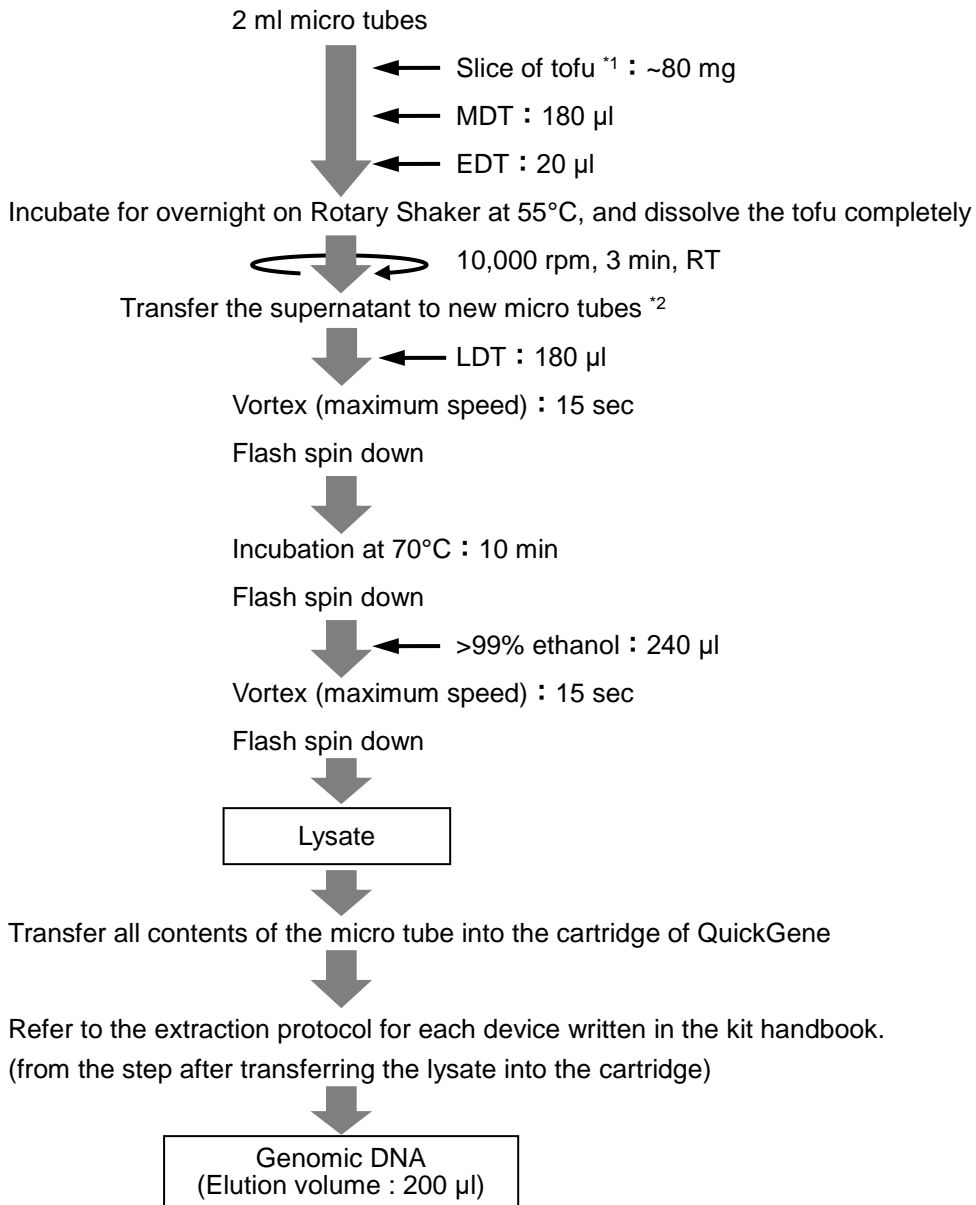 2 ml micro tubes
Slice of tofu *1：~80 mg
MDT：180 µl
EDT：20 µl
Incubate for overnight on Rotary Shaker at 55°C, and dissolve the tofu completely
10,000 rpm, 3 min, RT
Transfer the supernatant to new micro tubes *2
LDT：180 µl
Vortex (maximum speed)：15 sec
Flash spin down
Incubation at 70°C：10 min
Flash spin down
>99% ethanol：240 µl
Vortex (maximum speed)：15 sec
Flash spin down
Lysate
Transfer all contents of the micro tube into the cartridge of QuickGene
Refer to the extraction protocol for each device written in the kit handbook.
(from the step after transferring the lysate into the cartridge)
Genomic DNA
(Elution volume : 200 µl)